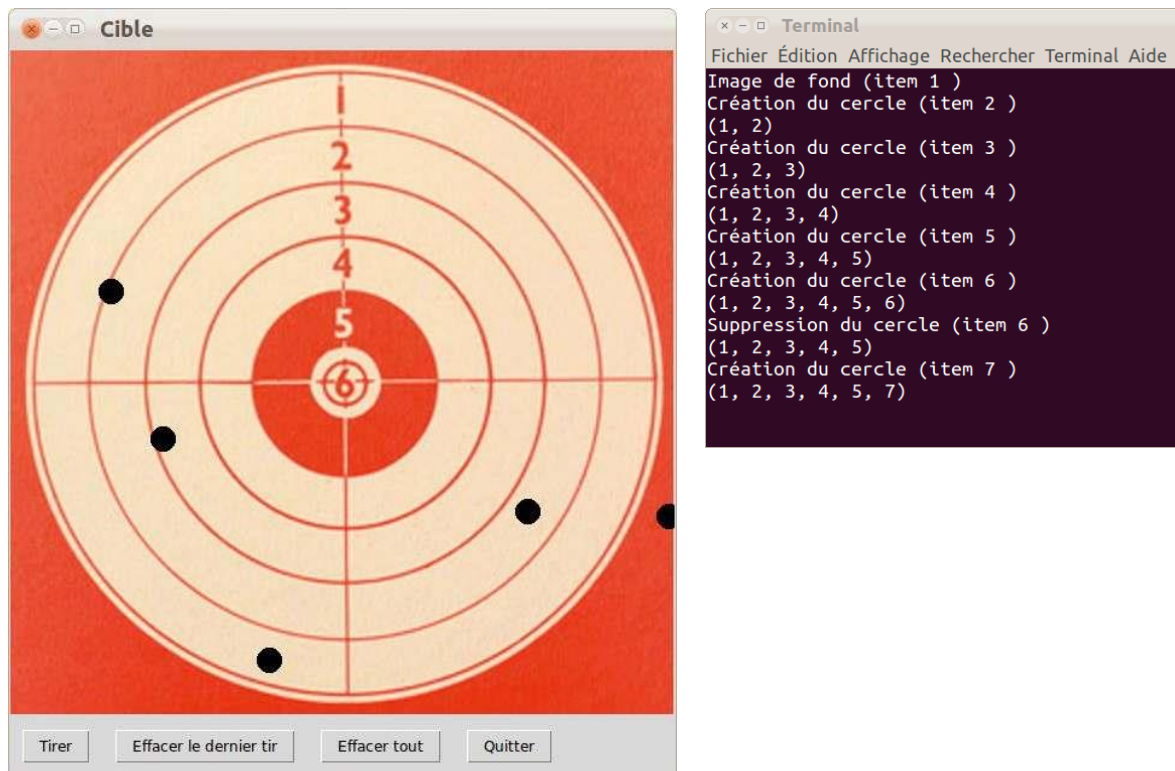 Cible
1
2
3
4
5
6
Tirer
Effacer le dernier tir
Effacer tout
Quitter
Terminal
Fichier Édition Affichage Rechercher Terminal Aide
Image de fond (item 1 )
Création du cercle (item 2 )
(1, 2)
Création du cercle (item 3 )
(1, 2, 3)
Création du cercle (item 4 )
(1, 2, 3, 4)
Création du cercle (item 5 )
(1, 2, 3, 4, 5)
Création du cercle (item 6 )
(1, 2, 3, 4, 5, 6)
Suppression du cercle (item 6 )
(1, 2, 3, 4, 5)
Création du cercle (item 7 )
(1, 2, 3, 4, 5, 7)